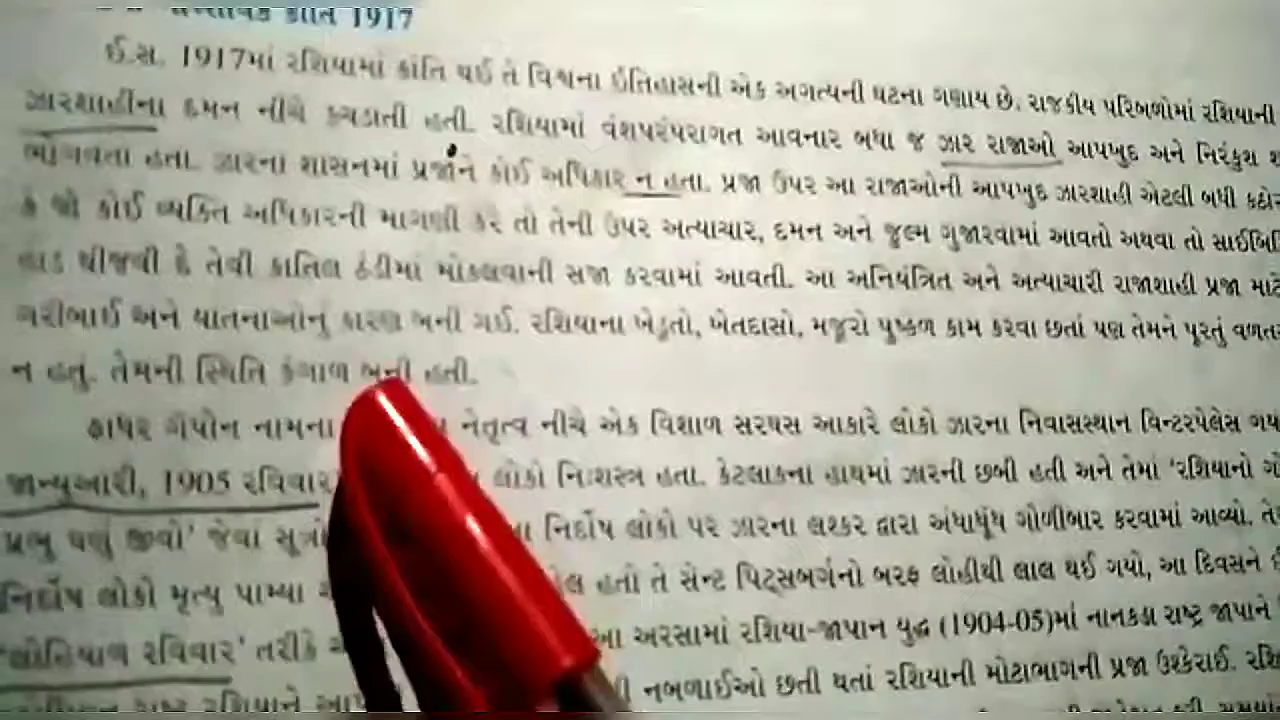 ક્રાંતિ 1917
ઈ.સ. 1917માં રશિયામાં ક્રાંતિ થઈ તે વિશ્વના ઈતિહાસની એક અગત્યની ઘટના ગણાય છે. રાજકીય પરિબળોમાં રશિયાની
ઝારશાહીના દમન નીચે કચડાતી હતી. રશિયામાં વંશપરંપરાગત આવનાર બધા જ ઝાર રાજાઓ આપખુદ અને નિરંકુશ
ભોગવતા હતા. ઝારના શાસનમાં પ્રજાને કોઈ અધિકાર ન હતા. પ્રજા ઉપર આ રાજાઓની આપખુદ ઝારશાહી એટલી બધી
કે જો કોઈ વ્યક્તિ અધિકારની માગણી કરે તો તેની ઉપર અત્યાચાર, દમન અને જુલ્મ ગુજારવામાં આવતો અથવા તો
હાડ થીજવી દે તેવી કાતિલ ઠંડીમાં મોકલવાની સજા કરવામાં આવતી. આ અનિયંત્રિત અને અત્યાચારી રાજાશાહી પ્રજા માટે
ગરીબાઈ અને યાતનાઓનું કારણ બની ગઈ. રશિયાના ખેડૂતો, ખેતદાસો, મજૂરો પુષ્કળ કામ કરવા છતાં પણ તેમને પૂરતું
ન હતું. તેમની સ્થિતિ કંગાળ બની હતી.
ફાધર ગેપોન નામના નેતૃત્વ નીચે એક વિશાળ સરઘસ આકારે લોકો ઝારના નિવાસસ્થાન વિન્ટરપેલેસ
જાન્યુઆરી, 1905 રવિવાર લોકો નિઃશસ્ત્ર હતા. કેટલાકના હાથમાં ઝારની છબી હતી અને તેમાં 'રશિયાનો
પ્રભુ ઘણું જીવો' જેવાં નિર્દોષ લોકો પર ઝારના લશ્કર દ્વારા અંધાધૂંધ ગોળીબાર કરવામાં આવ્યો.
નિર્દોષ લોકો મૃત્યુ પામ્યા હતો તે સેન્ટ પિટ્સબર્ગનો બરફ લોહીથી લાલ થઈ ગયો, આ દિવસને
'લોહિયાળ રવિવાર' તરીકે આ અરસામાં રશિયા-જાપાન યુદ્ધ (1904-05)માં નાનકડા રાષ્ટ્ર જાપાને
રશિયાને નબળાઈઓ છતી થતાં રશિયાની મોટાભાગની પ્રજા ઉશ્કેરાઈ.